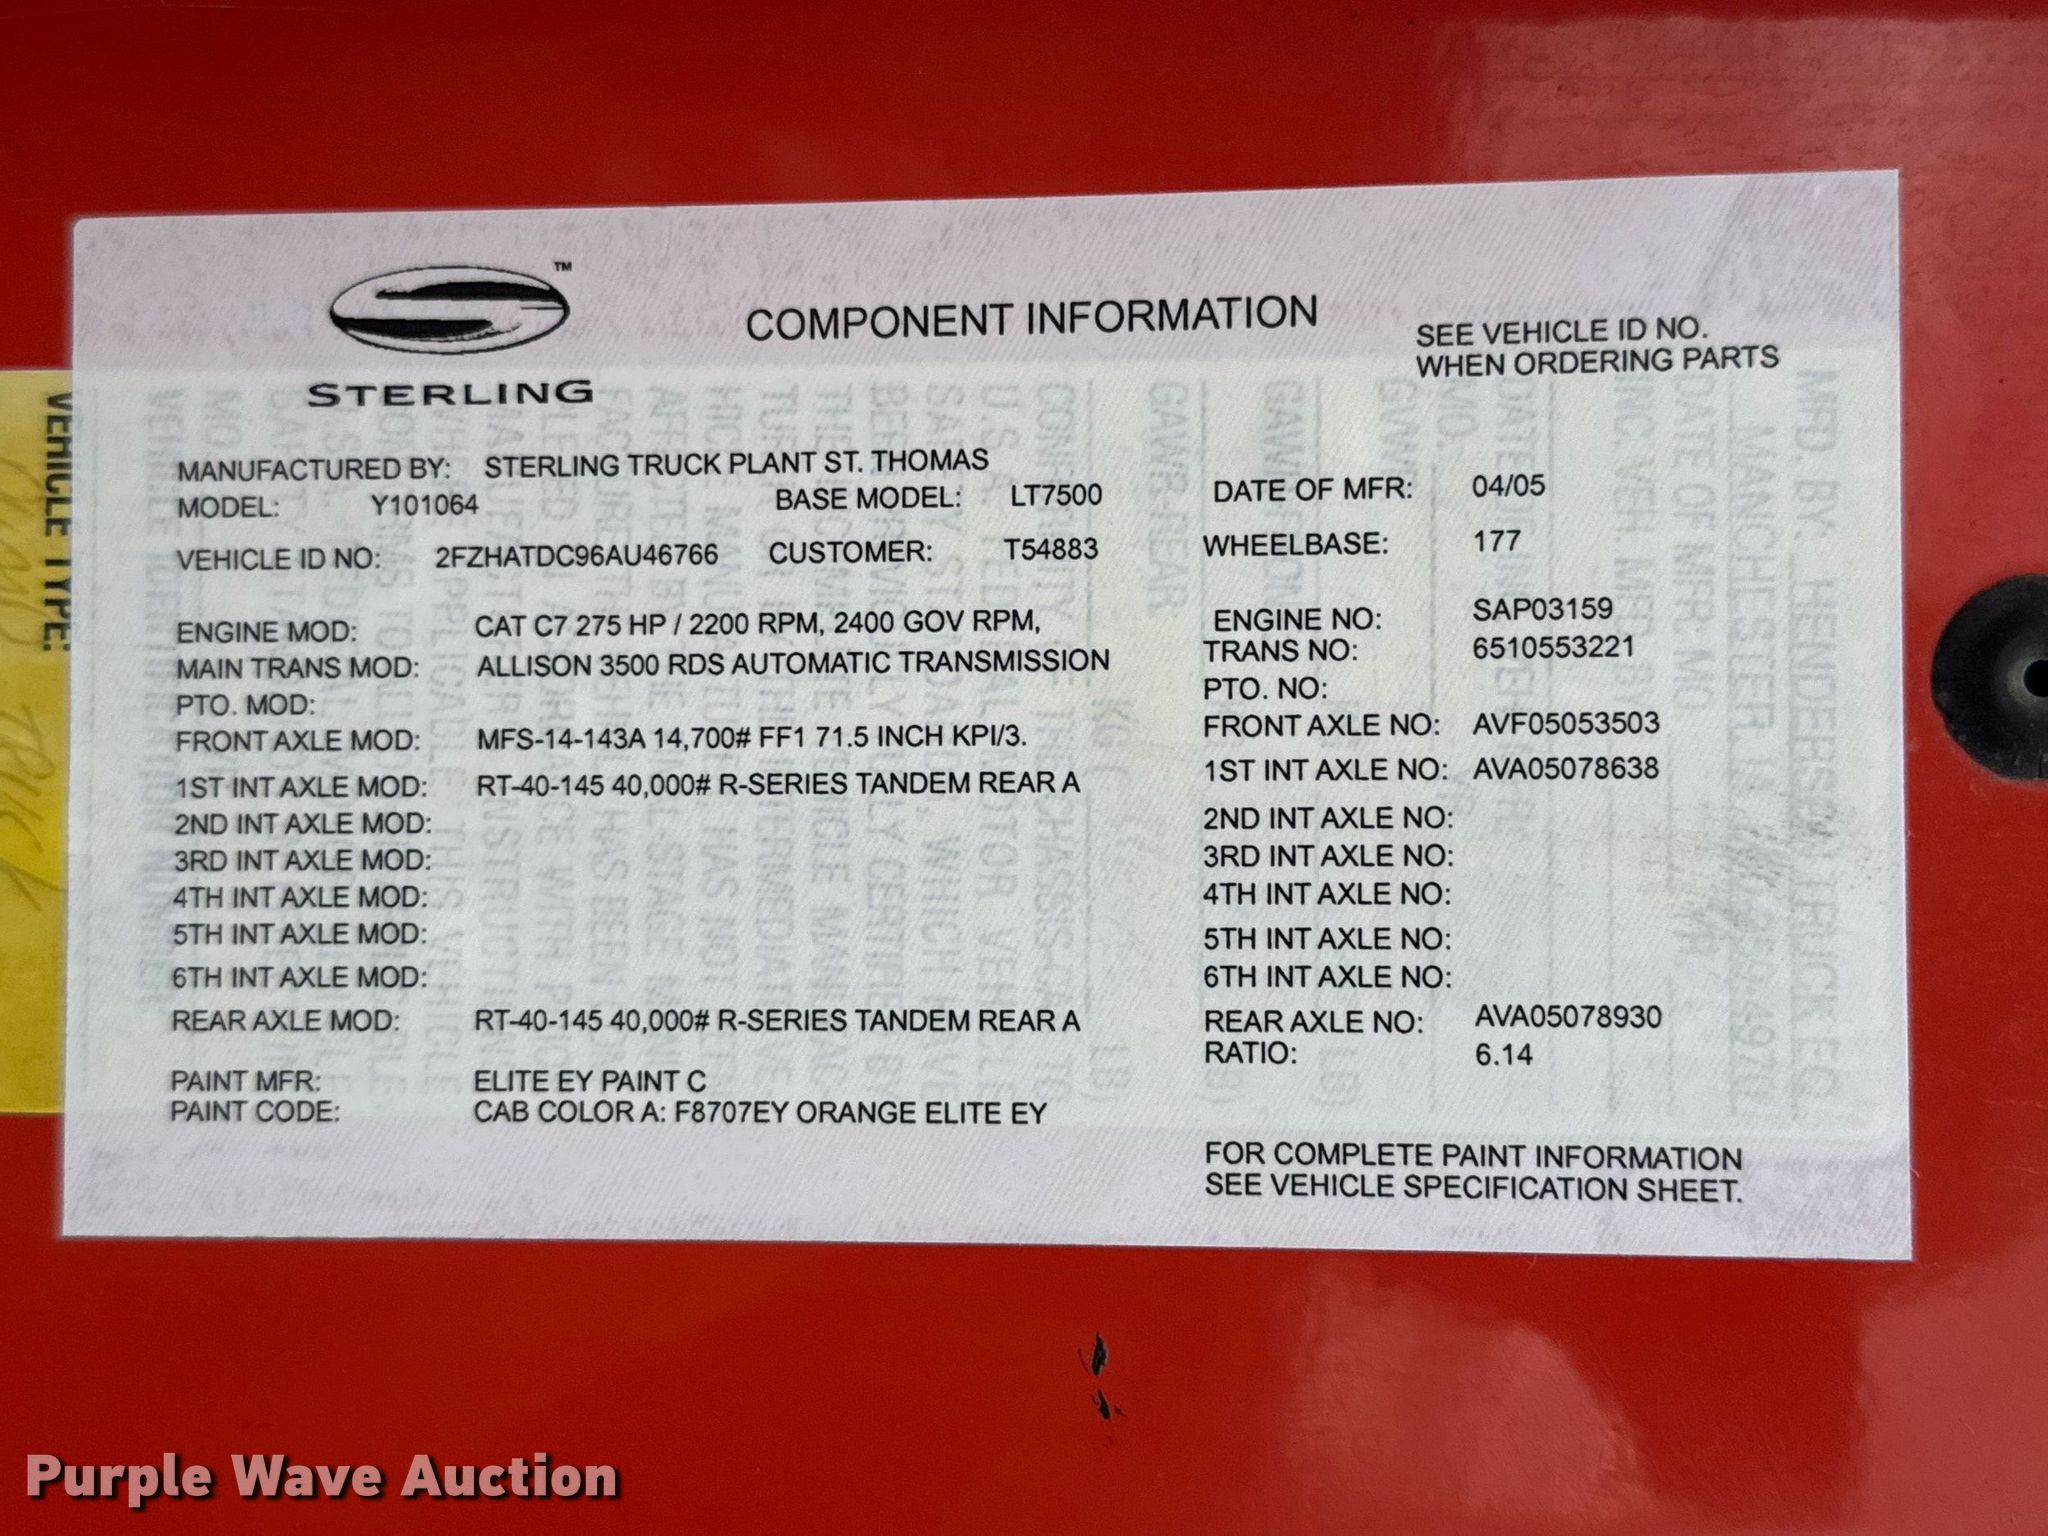 ™
STERLING
COMPONENT INFORMATION
SEE VEHICLE ID NO.
WHEN ORDERING PARTS
MANUFACTURED BY: STERLING TRUCK PLANT ST. THOMAS
MODEL: Y101064 BASE MODEL: LT7500 DATE OF MFR: 04/05
VEHICLE ID NO: 2FZHATDC96AU46766 CUSTOMER: T54883 WHEELBASE: 177
ENGINE MOD: CAT C7 275 HP / 2200 RPM, 2400 GOV RPM, ENGINE NO: SAP03159
MAIN TRANS MOD: ALLISON 3500 RDS AUTOMATIC TRANSMISSION TRANS NO: 6510553221
PTO. MOD: PTO. NO:
FRONT AXLE MOD: MFS-14-143A 14,700# FF1 71.5 INCH KPI/3. FRONT AXLE NO: AVF05053503
1ST INT AXLE MOD: RT-40-145 40,000# R-SERIES TANDEM REAR A 1ST INT AXLE NO: AVA05078638
2ND INT AXLE MOD: 2ND INT AXLE NO:
3RD INT AXLE MOD: 3RD INT AXLE NO:
4TH INT AXLE MOD: 4TH INT AXLE NO:
5TH INT AXLE MOD: 5TH INT AXLE NO:
6TH INT AXLE MOD: 6TH INT AXLE NO:
REAR AXLE MOD: RT-40-145 40,000# R-SERIES TANDEM REAR A REAR AXLE NO: AVA05078930
RATIO: 6.14
PAINT MFR: ELITE EY PAINT C
PAINT CODE: CAB COLOR A: F8707EY ORANGE ELITE EY
FOR COMPLETE PAINT INFORMATION
SEE VEHICLE SPECIFICATION SHEET.
VEHICLE TYPE:
Purple Wave Auction